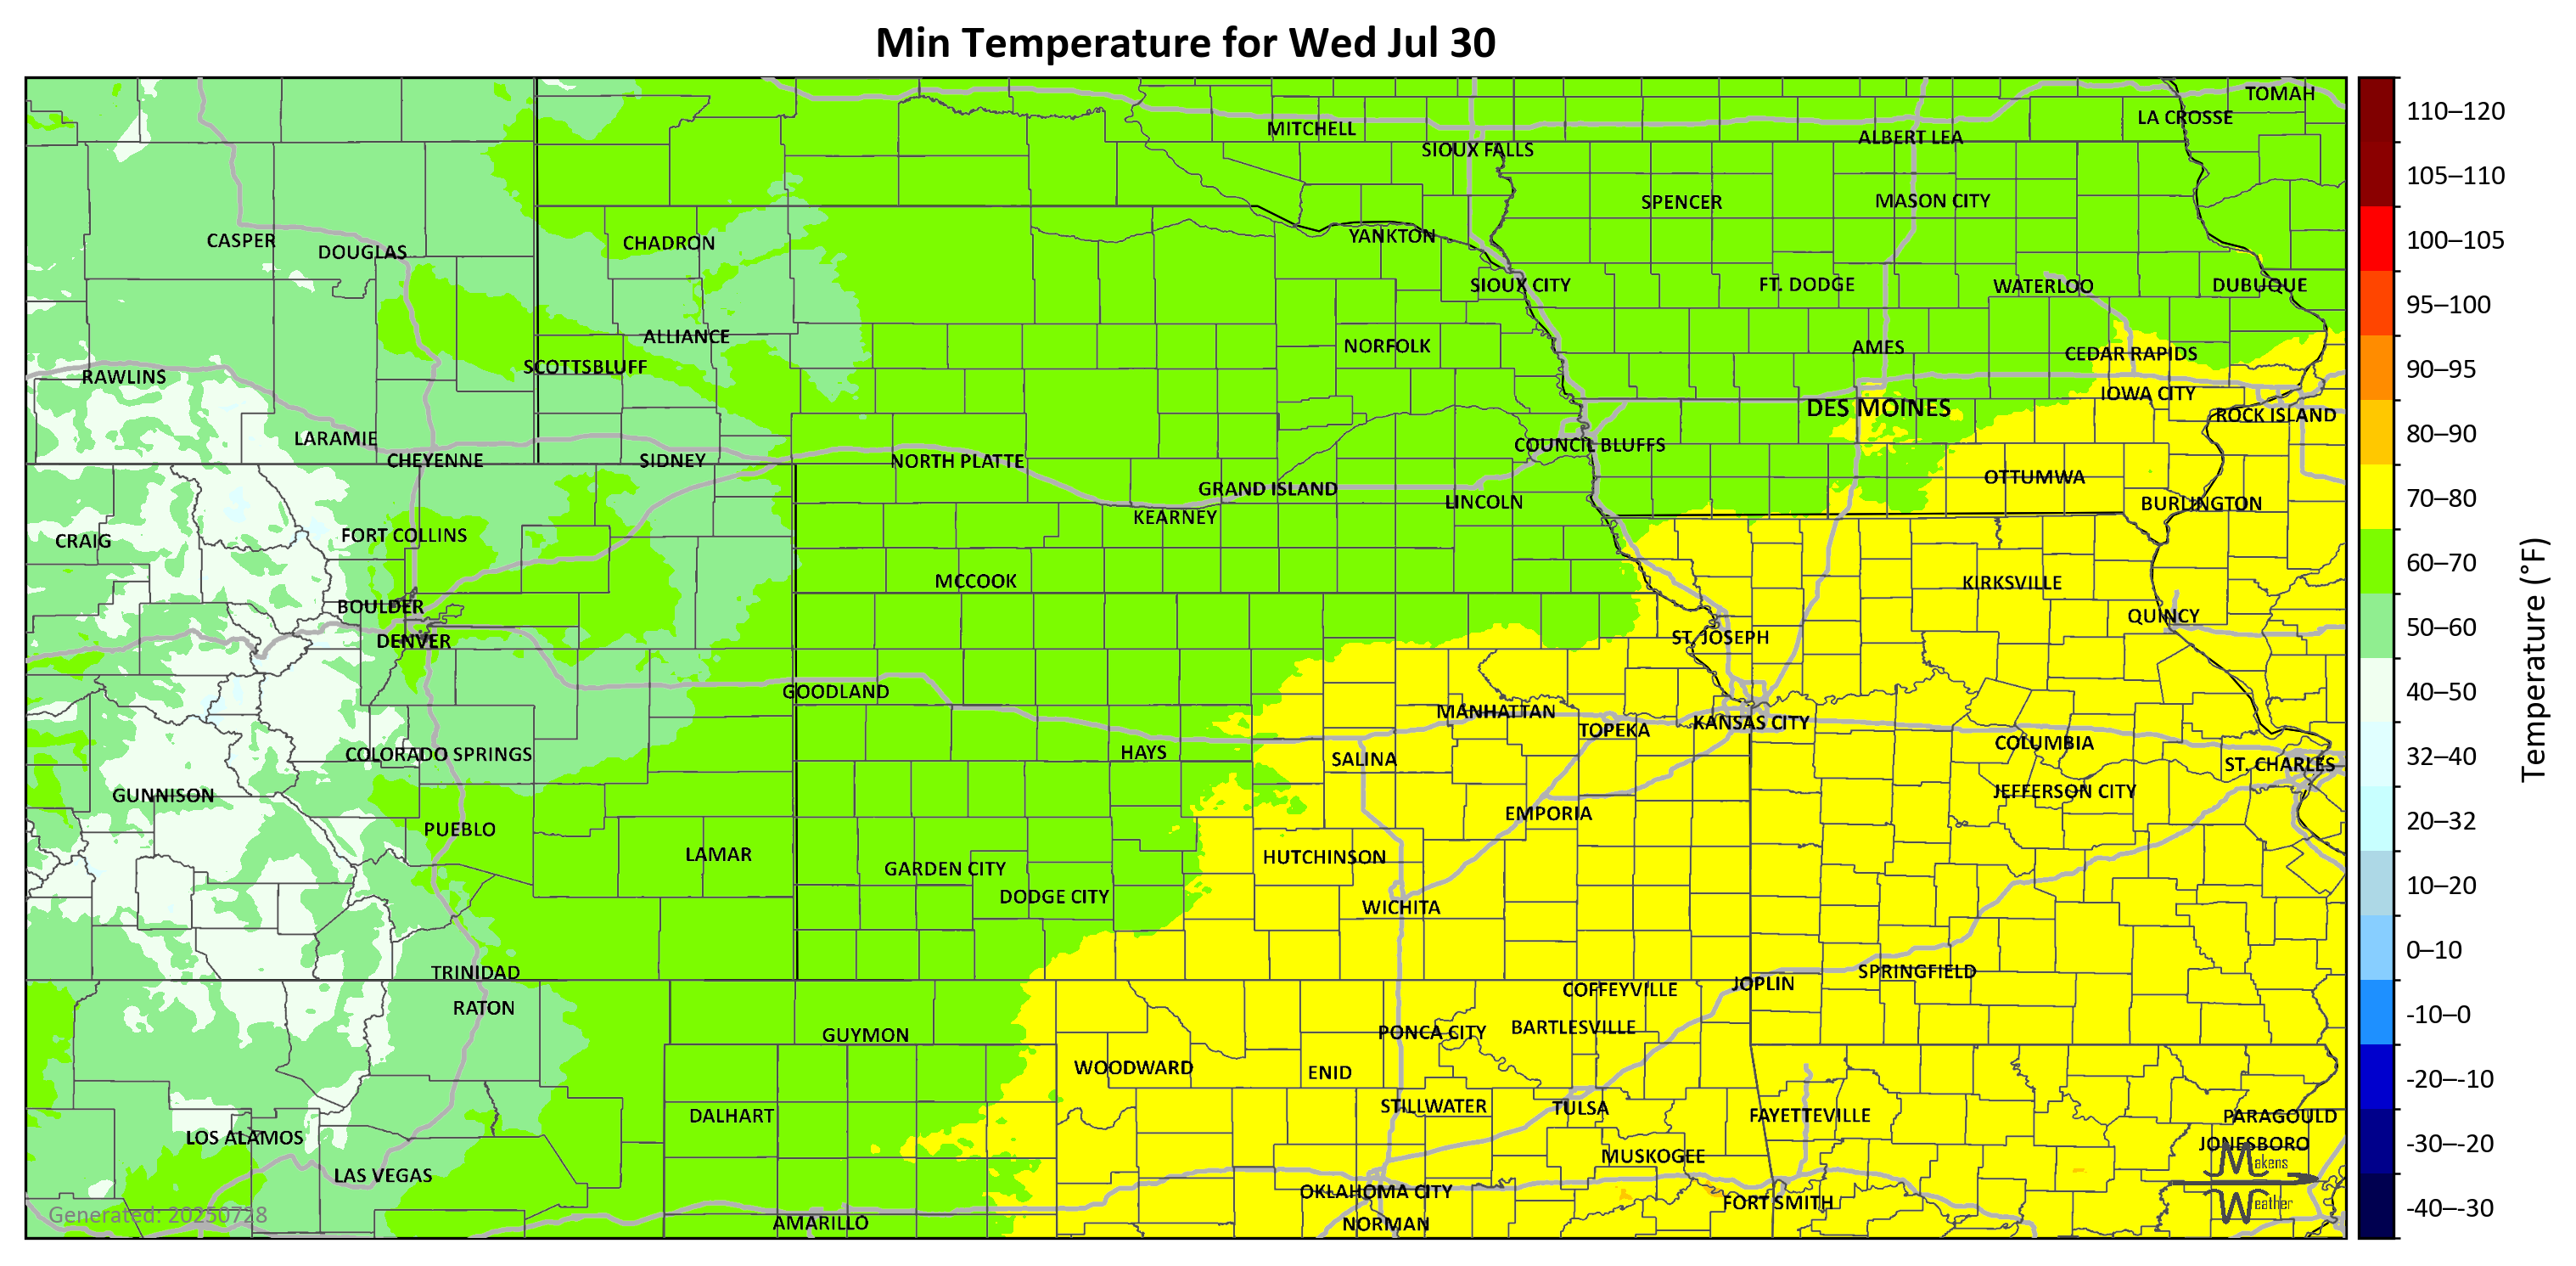 Min Temperature for Wed Jul 30
TOMAH
LA CROSSE
MITCHELL
ALBERT LEA
SIOUX FALLS
SPENCER
MASON CITY
CASPER
DOUGLAS
CHADRON
YANKTON
SIOUX CITY
FT. DODGE
WATERLOO
DUBUQUE
ALLIANCE
NORFOLK
AMES
CEDAR RAPIDS
SCOTTSBLUFF
RAWLINS
IOWA CITY
DES MOINES
ROCK ISLAND
LARAMIE
COUNCIL BLUFFS
CHEYENNE
SIDNEY
NORTH PLATTE
OTTUMWA
GRAND ISLAND
LINCOLN
BURLINGTON
KEARNEY
FORT COLLINS
CRAIG
MCCOOK
KIRKSVILLE
BOULDER
QUINCY
DENVER
ST. JOSEPH
GOODLAND
MANHATTAN
KANSAS CITY
TOPEKA
COLUMBIA
COLORADO SPRINGS
HAYS
SALINA
ST. CHARLES
GUNNISON
JEFFERSON CITY
EMPORIA
PUEBLO
LAMAR
HUTCHINSON
GARDEN CITY
DODGE CITY
WICHITA
TRINIDAD
SPRINGFIELD
JOPLIN
COFFEYVILLE
RATON
GUYMON
PONCA CITY
BARTLESVILLE
WOODWARD
ENID
STILLWATER
TULSA
DALHART
FAYETTEVILLE
PARAGOULD
LOS ALAMOS
JONESBORO
MUSKOGEE
LAS VEGAS
OKLAHOMA CITY
FORT SMITH
AMARILLO
NORMAN
Makens
Weather
Generated: 20250728
110–120
105–110
100–105
95–100
90–95
80–90
70–80
60–70
50–60
40–50
32–40
20–32
10–20
0–10
-10–0
-20–-10
-30–-20
-40–-30
Temperature (°F)